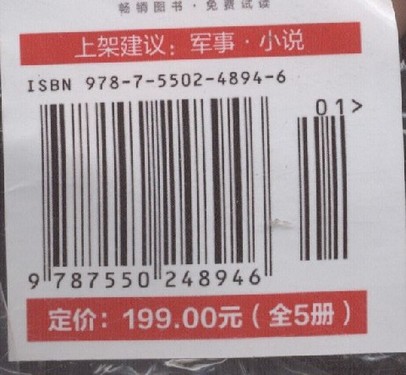 畅销图书·免费试读
上架建议：军事·小说
ISBN 978-7-5502-4894-6
01>
9 787550 248946
定价：199.00元（全5册）